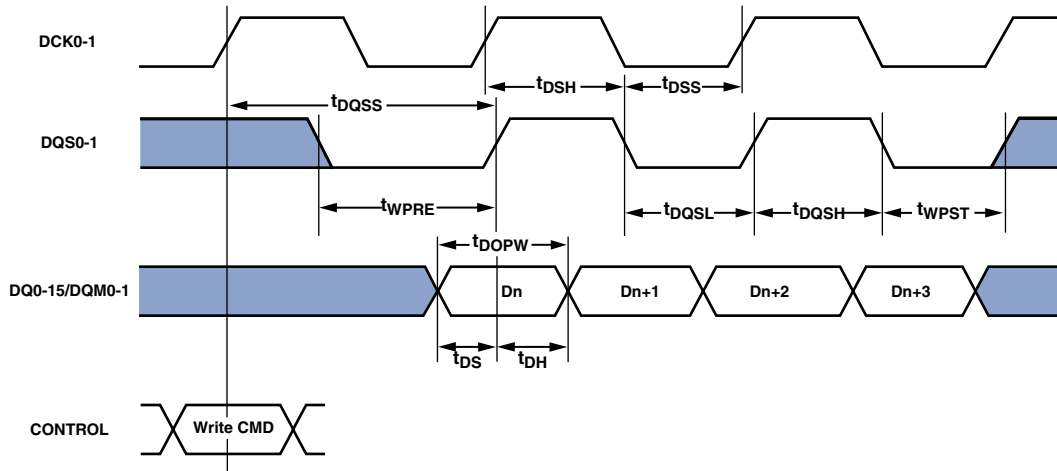 DCK0-1
tDSH
tDSS
tDQSS
DQS0-1
tWPRE
tDQSL
tDQSH
tWPST
tDOPW
DQ0-15/DQM0-1
Dn
Dn+1
Dn+2
Dn+3
tDS
tDH
CONTROL
Write CMD